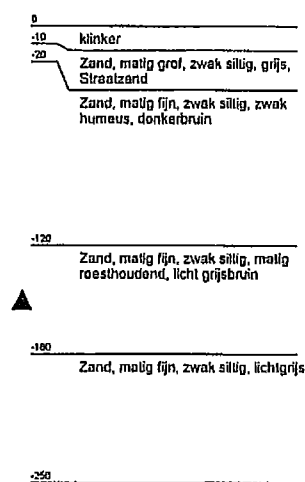 0
-10
klinker
-20
Zand, matig grof, zwak siltig, grijs,
Straatzand
Zand, matig fijn, zwak siltig, zwak
humeus, donkerbruin
-120
Zand, matig fijn, zwak siltig, matig
roesthoudend, licht grijsbruin
-180
Zand, matig fijn, zwak siltig, lichtgrijs
-250